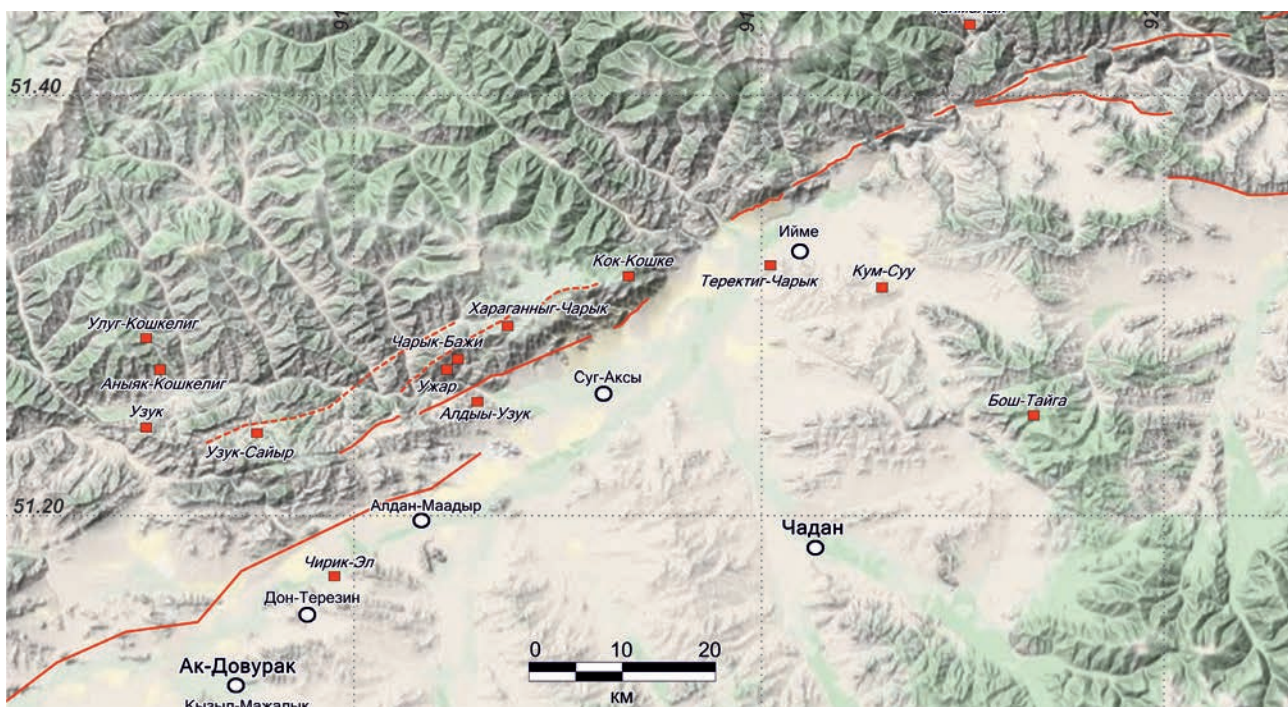 51.40
Ийме
Кок-Кошке
Теректиг-Чарык
Кум-Суу
Хараганныг-Чарык
Улуг-Кошкелиг
Чарык-Бажи
Аныяк-Кошкелиг
Ужар
Суг-Аксы
Узук
Алдыы-Узук
Бош-Тайга
Узук-Сайыр
51.20
Алдан-Маадыр
Чадан
Чирик-Эл
Дон-Терезин
0 10 20
Ак-Довурак
км
Кызыл-Мажалык